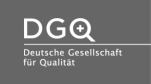 DGQ
Deutsche Gesellschaft
für Qualität